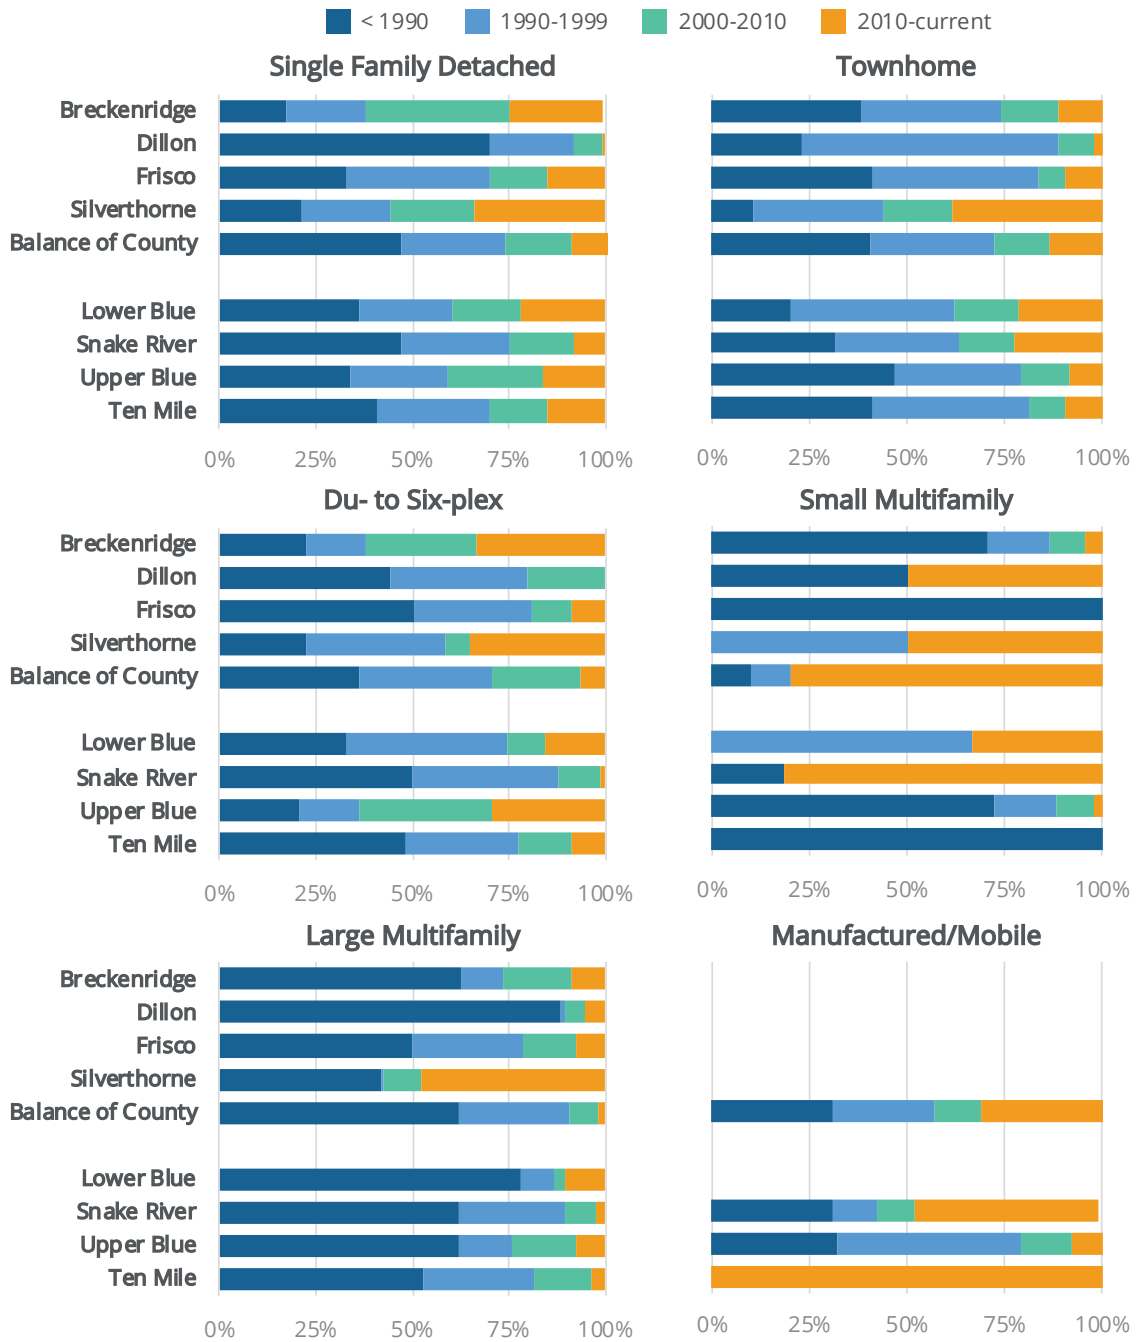 < 1990 1990-1999 2000-2010 2010-current
Single Family Detached Townhome
Breckenridge
Dillon
Frisco
Silverthorne
Balance of County
Lower Blue
Snake River
Upper Blue
Ten Mile
0% 25% 50% 75% 100% 0% 25% 50% 75% 100%
Du- to Six-plex Small Multifamily
Breckenridge
Dillon
Frisco
Silverthorne
Balance of County
Lower Blue
Snake River
Upper Blue
Ten Mile
0% 25% 50% 75% 100% 0% 25% 50% 75% 100%
Large Multifamily Manufactured/Mobile
Breckenridge
Dillon
Frisco
Silverthorne
Balance of County
Lower Blue
Snake River
Upper Blue
Ten Mile
0% 25% 50% 75% 100% 0% 25% 50% 75% 100%